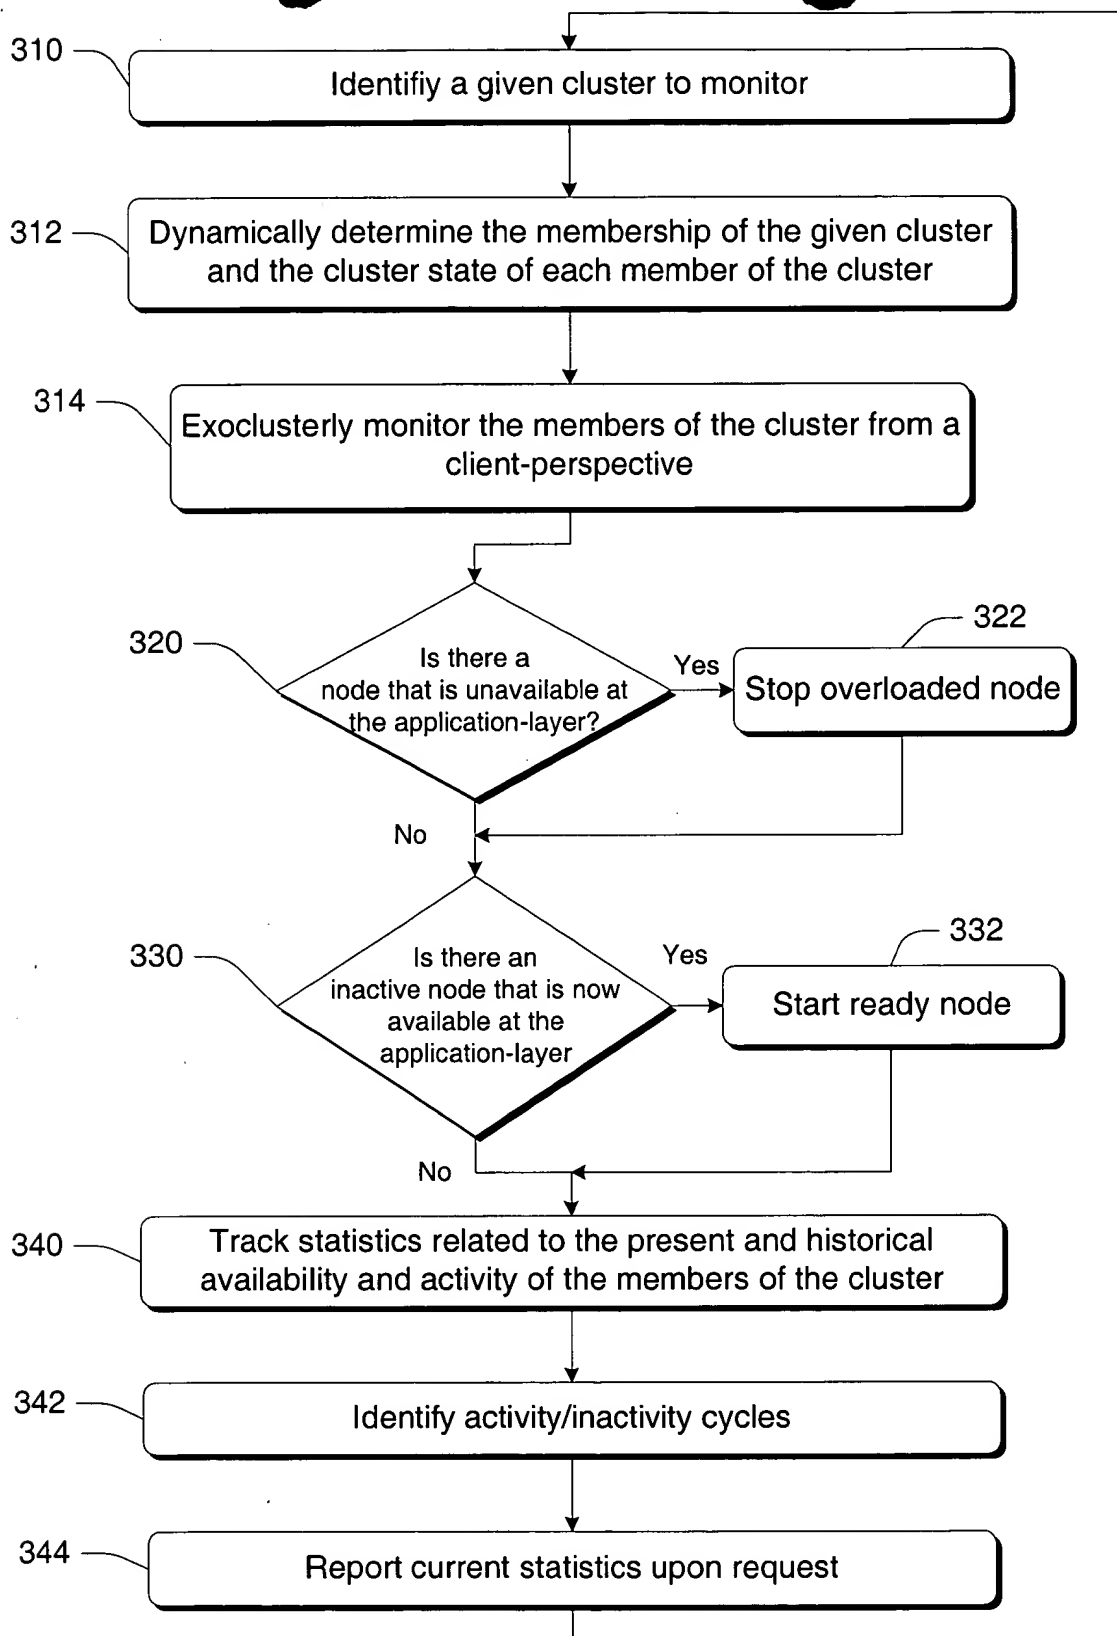 310
Identifiy a given cluster to monitor
312
Dynamically determine the membership of the given cluster
and the cluster state of each member of the cluster
314
Exoclusterly monitor the members of the cluster from a
client-perspective
320
Is there a
node that is unavailable at
the application-layer?
Yes
322
Stop overloaded node
No
330
Is there an
inactive node that is now
available at the
application-layer
Yes
332
Start ready node
No
340
Track statistics related to the present and historical
availability and activity of the members of the cluster
342
Identify activity/inactivity cycles
344
Report current statistics upon request